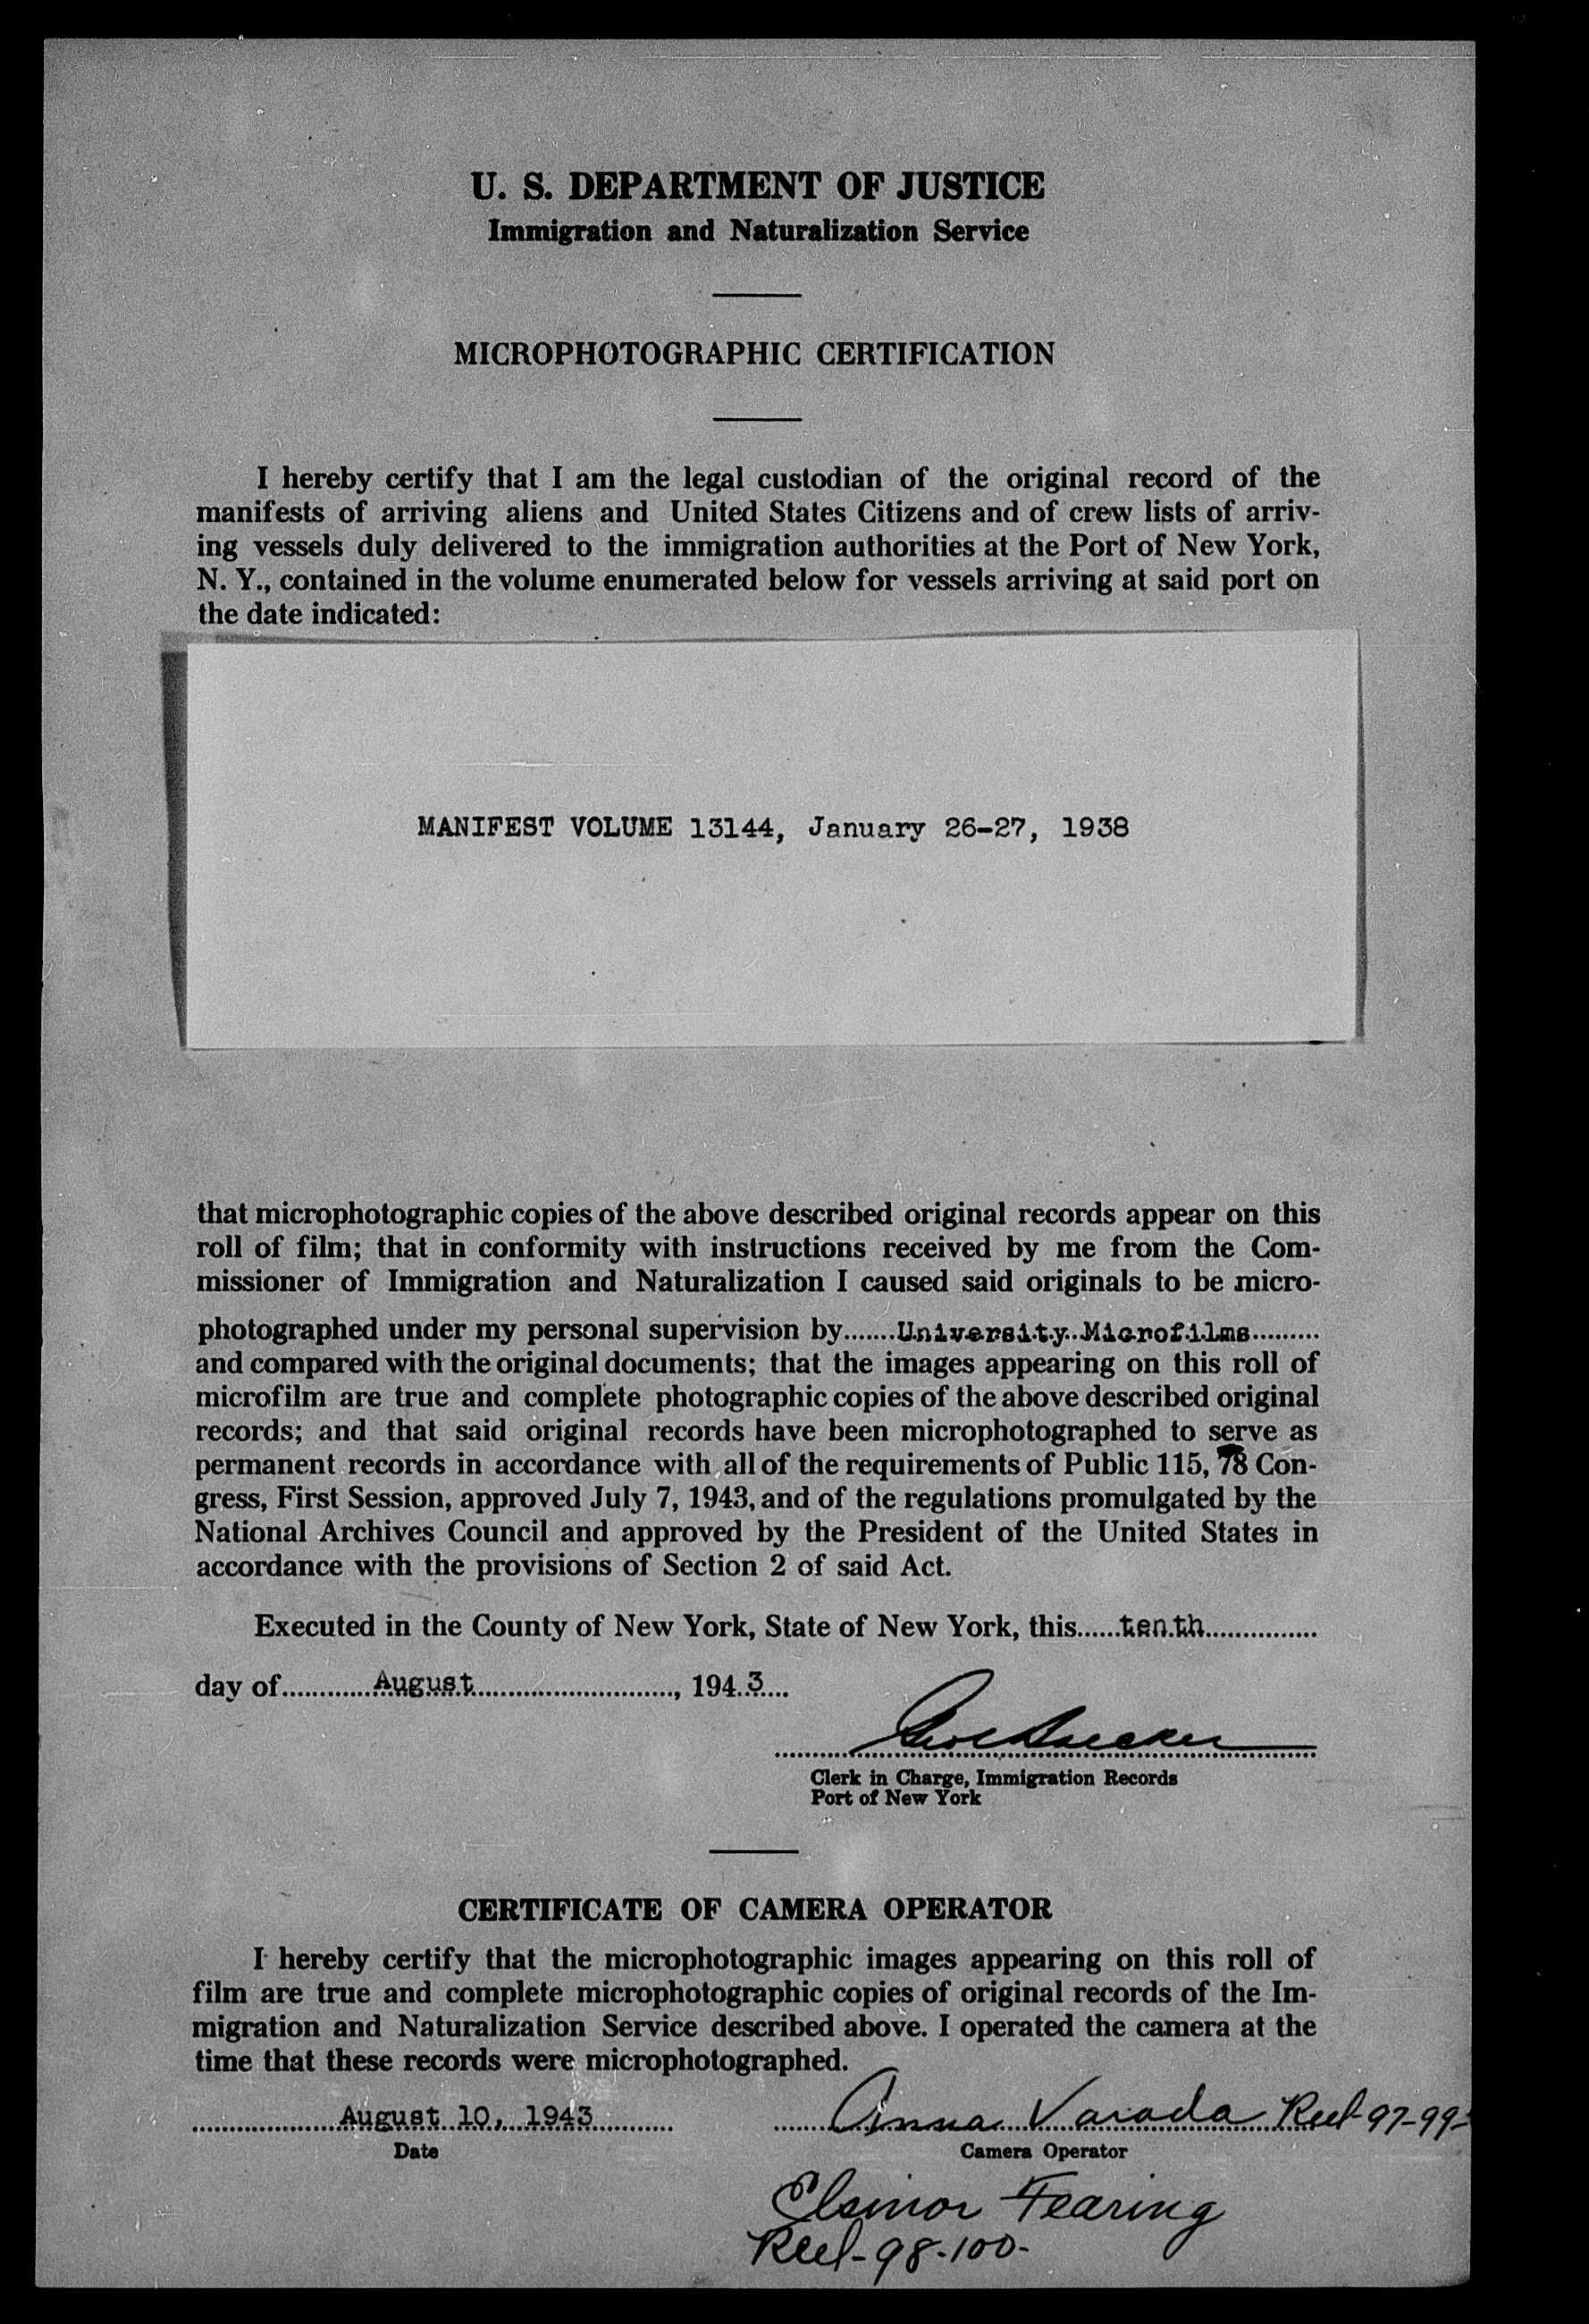 U. S. DEPARTMENT OF JUSTICE
Immigration and Naturalization Service
MICROPHOTOGRAPHIC CERTIFICATION
I hereby certify that I am the legal custodian of the original record of the
manifests of arriving aliens and United States Citizens and of crew lists of arriv-
ing vessels duly delivered to the immigration authorities at the Port of New York,
N. Y., contained in the volume enumerated below for vessels arriving at said port on
the date indicated:
MANIFEST VOLUME 13144, January 26-27, 1938
that microphotographic copies of the above described original records appear on this
roll of film; that in conformity with instructions received by me from the Com-
missioner of Immigration and Naturalization I caused said originals to be micro-
photographed under my personal supervision by University Microfilms
and compared with the original documents; that the images appearing on this roll of
microfilm are true and complete photographic copies of the above described original
records; and that said original records have been microphotographed to serve as
permanent records in accordance with all of the requirements of Public 115, 78 Con-
gress, First Session, approved July 7, 1943, and of the regulations promulgated by the
National Archives Council and approved by the President of the United States in
accordance with the provisions of Section 2 of said Act.
Executed in the County of New York, State of New York, this tenth
day of August, 1943
Clerk in Charge, Immigration Records
Port of New York
CERTIFICATE OF CAMERA OPERATOR
I hereby certify that the microphotographic images appearing on this roll of
film are true and complete microphotographic copies of original records of the Im-
migration and Naturalization Service described above. I operated the camera at the
time that these records were microphotographed.
August 10, 1943 Anna Varada Reel-97-99-
Date Camera Operator
Elsinor Fearing
Reel-98-100-